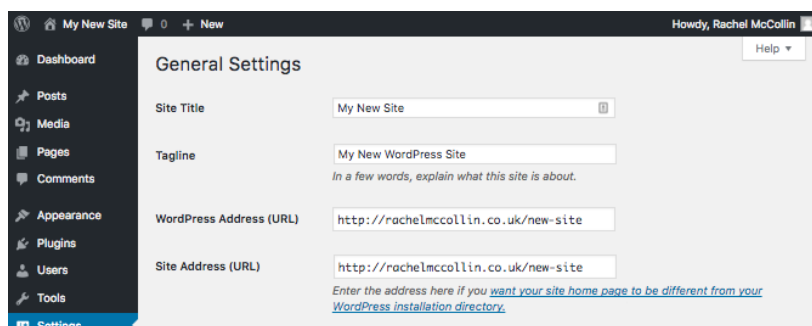 My New Site 0 + New Howdy, Rachel McCollin
Help
Dashboard
General Settings
Posts
Site Title My New Site
Media
Pages
Tagline My New WordPress Site
Comments
In a few words, explain what this site is about.
Appearance
WordPress Address (URL) http://rachelmccollin.co.uk/new-site
Plugins
Users
Site Address (URL) http://rachelmccollin.co.uk/new-site
Tools
Enter the address here if you want your site home page to be different from your
WordPress installation directory.
Settings